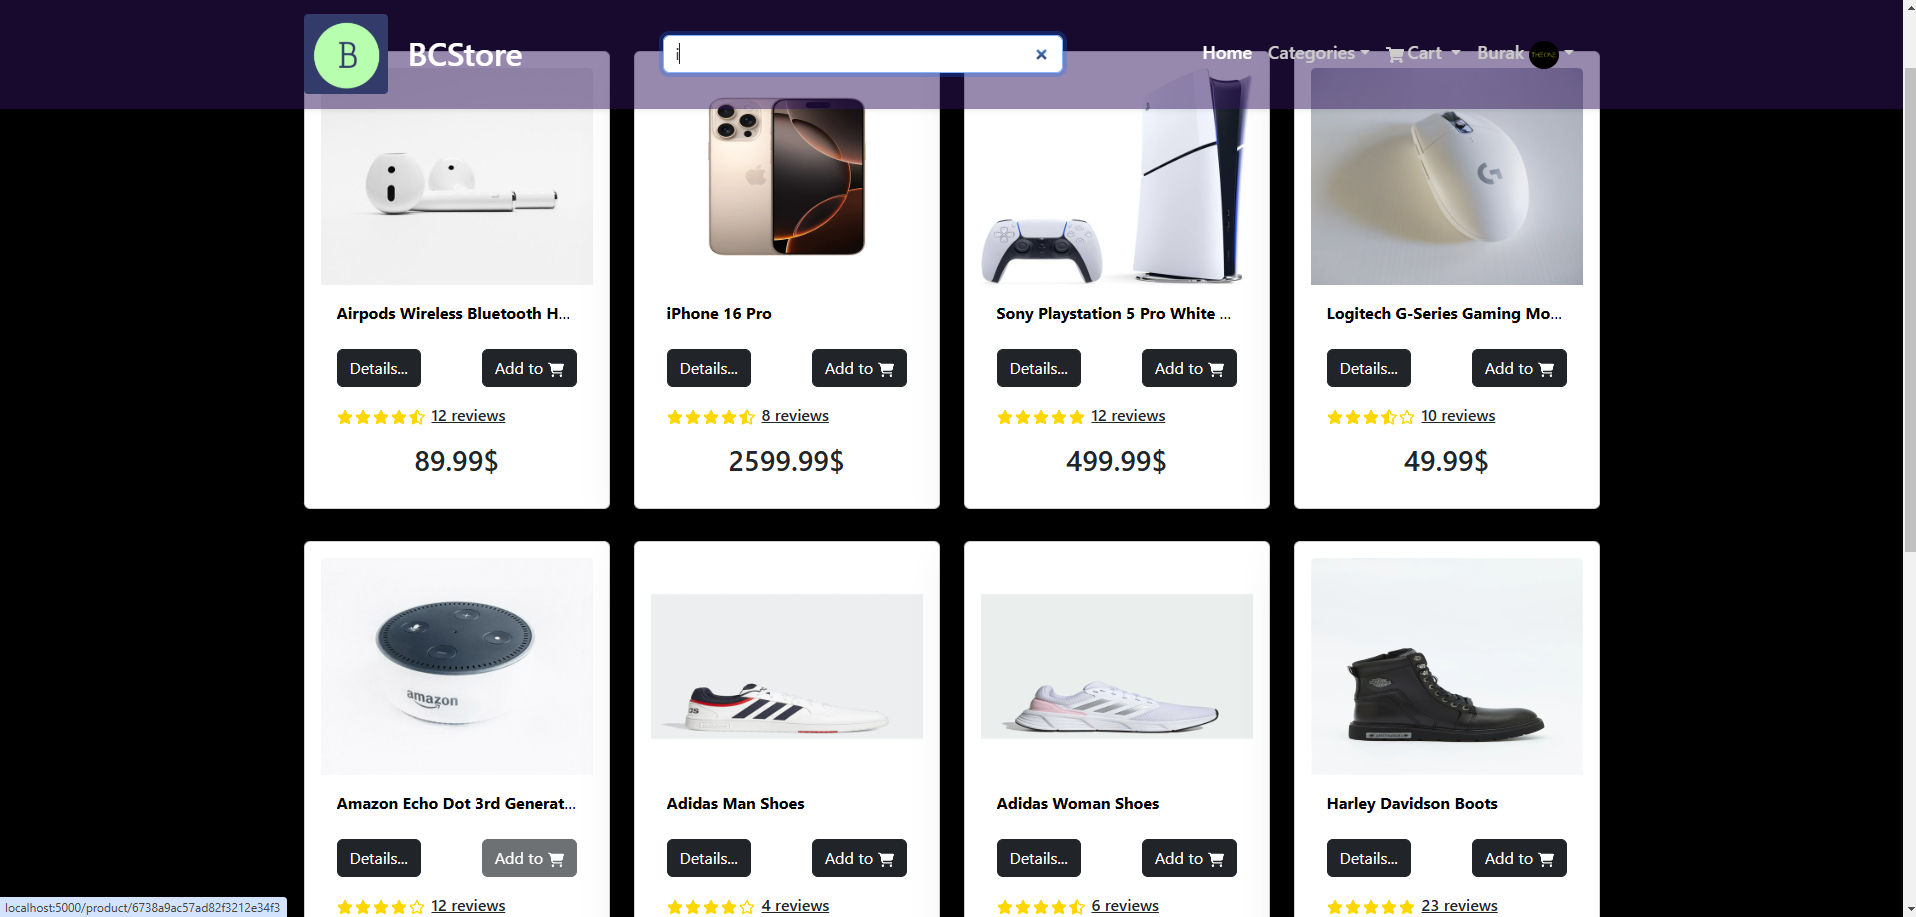 B
BCStore
i
Home
Categories
Cart
Burak
Airpods Wireless Bluetooth H...
iPhone 16 Pro
Sony Playstation 5 Pro White ...
Logitech G-Series Gaming Mo...
Details...
Add to
Details...
Add to
Details...
Add to
Details...
Add to
12 reviews
8 reviews
12 reviews
10 reviews
89.99$
2599.99$
499.99$
49.99$
amazon
Amazon Echo Dot 3rd Generat...
Adidas Man Shoes
Adidas Woman Shoes
Harley Davidson Boots
Details...
Add to
Details...
Add to
Details...
Add to
Details...
Add to
12 reviews
4 reviews
6 reviews
23 reviews
localhost:5000/product/6738a9ac57ad82f3212e34f3